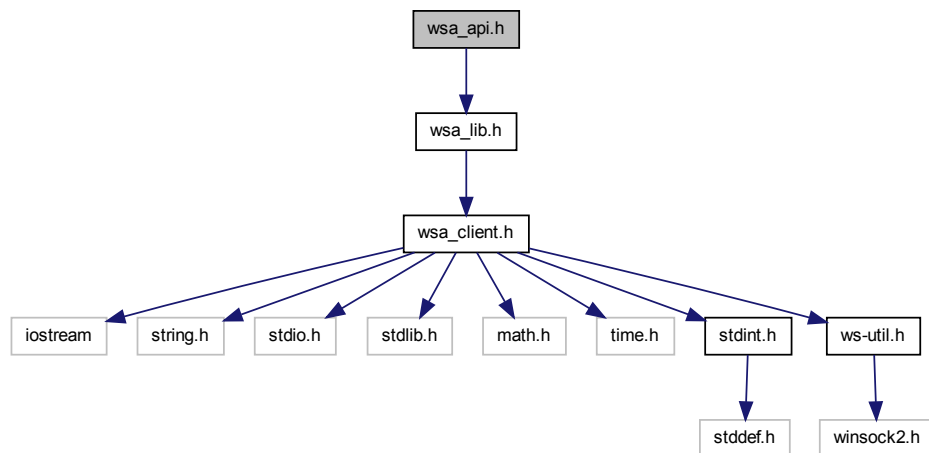 wsa_api.h
wsa_lib.h
wsa_client.h
iostream
string.h
stdio.h
stdlib.h
math.h
time.h
stdint.h
ws-util.h
stddef.h
winsock2.h